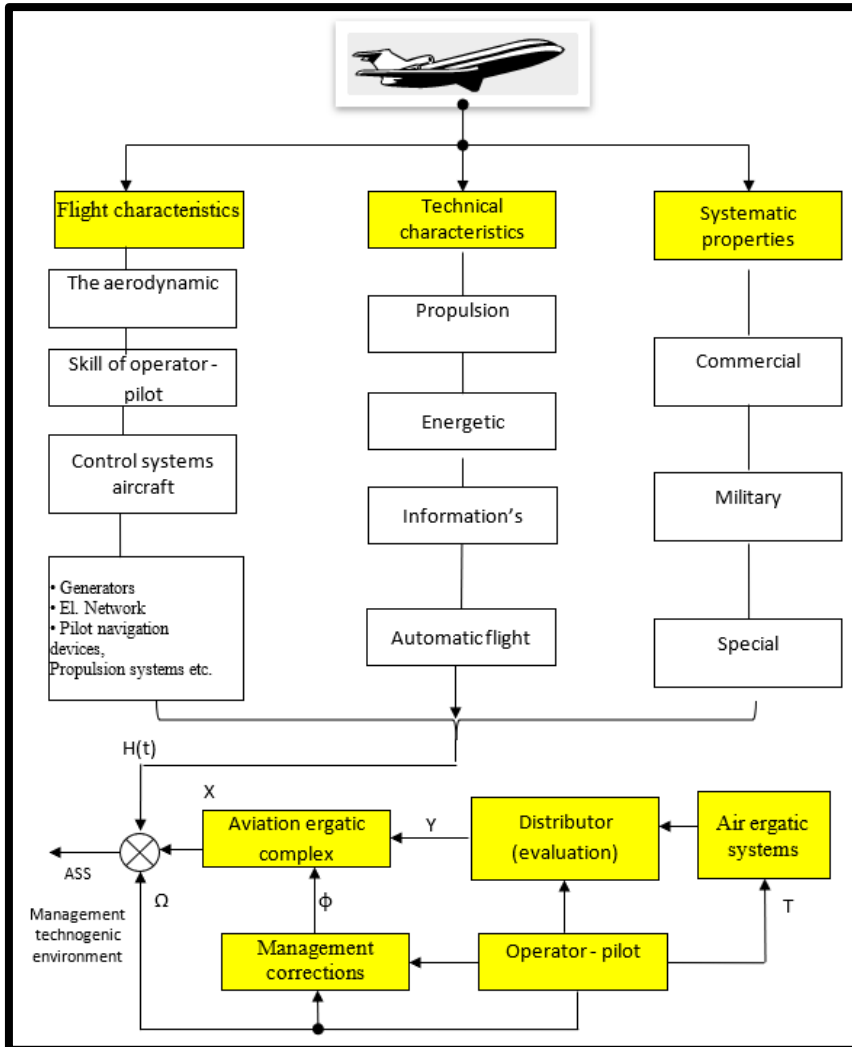 Flight characteristics
Technical
characteristics
Systematic
properties
The aerodynamic
Skill of operator -
pilot
Control systems
aircraft
• Generators
• El. Network
• Pilot navigation
devices,
Propulsion systems etc.
Propulsion
Energetic
Information's
Automatic flight
Commercial
Military
Special
H(t)
X
Aviation ergatic
complex
Y
Distributor
(evaluation)
Air ergatic
systems
ASS
Ω
Φ
T
Management
technogenic
environment
Management
corrections
Operator - pilot